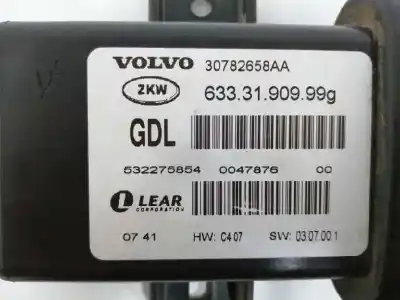 VOLVO 30782658AA
ZKW 633.31.909.99g
GDL
532275854 0047876 00
LEAR
CORPORATION
07 41 HW: C4 07 SW: 03.07.00 1